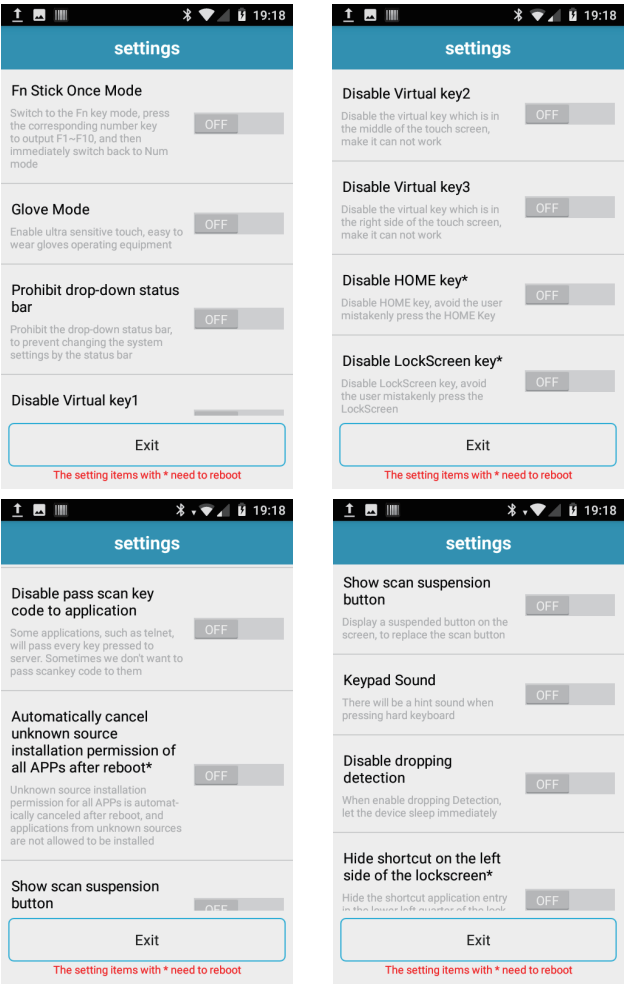 19:18
settings
Fn Stick Once Mode
Switch to the Fn key mode, press
the corresponding number key
to output F1~F10, and then
immediately switch back to Num
mode
OFF
Glove Mode
Enable ultra sensitive touch, easy to
wear gloves operating equipment
OFF
Prohibit drop-down status
bar
Prohibit the drop-down status bar,
to prevent changing the system
settings by the status bar
OFF
Disable Virtual key1
Exit
The setting items with * need to reboot
19:18
settings
Disable Virtual key2
Disable the virtual key which is in
the middle of the touch screen,
make it can not work
OFF
Disable Virtual key3
Disable the virtual key which is in
the right side of the touch screen,
make it can not work
OFF
Disable HOME key*
Disable HOME key, avoid the user
mistakenly press the HOME Key
OFF
Disable LockScreen key*
Disable LockScreen key, avoid
the user mistakenly press the
LockScreen
OFF
Exit
The setting items with * need to reboot
19:18
settings
Disable pass scan key
code to application
Some applications, such as telnet,
will pass every key pressed to
server. Sometimes we don't want to
pass scankey code to them
OFF
Automatically cancel
unknown source
installation permission of
all APPs after reboot*
Unknown source installation
permission for all APPs is automat-
ically canceled after reboot, and
applications from unknown sources
are not allowed to be installed
OFF
Show scan suspension
button
OFF
Exit
The setting items with * need to reboot
19:18
settings
Show scan suspension
button
Display a suspended button on the
screen, to replace the scan button
OFF
Keypad Sound
There will be a hint sound when
pressing hard keyboard
OFF
Disable dropping
detection
When enable dropping Detection,
let the device sleep immediately
OFF
Hide shortcut on the left
side of the lockscreen*
Hide the shortcut application entry
in the lower left quarter of the lock
OFF
Exit
The setting items with * need to reboot